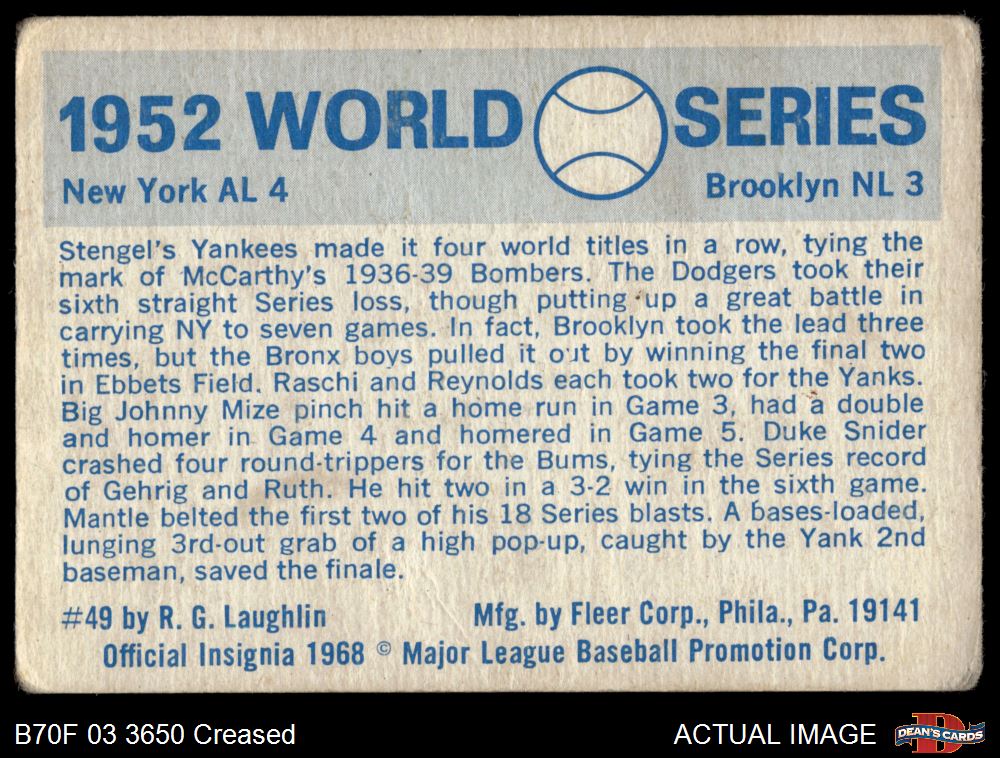 1952 WORLD SERIES
New York AL 4 Brooklyn NL 3
Stengel's Yankees made it four world titles in a row, tying the
mark of McCarthy's 1936-39 Bombers. The Dodgers took their
sixth straight Series loss, though putting up a great battle in
carrying NY to seven games. In fact, Brooklyn took the lead three
times, but the Bronx boys pulled it out by winning the final two
in Ebbets Field. Raschi and Reynolds each took two for the Yanks.
Big Johnny Mize pinch hit a home run in Game 3, had a double
and homer in Game 4 and homered in Game 5. Duke Snider
crashed four round-trippers for the Bums, tying the Series record
of Gehrig and Ruth. He hit two in a 3-2 win in the sixth game.
Mantle belted the first two of his 18 Series blasts. A bases-loaded,
lunging 3rd-out grab of a high pop-up, caught by the Yank 2nd
baseman, saved the finale.
#49 by R. G. Laughlin Mfg. by Fleer Corp., Phila., Pa. 19141
Official Insignia 1968 © Major League Baseball Promotion Corp.
B70F 03 3650 Creased ACTUAL IMAGE
D
DEAN'S CARDS